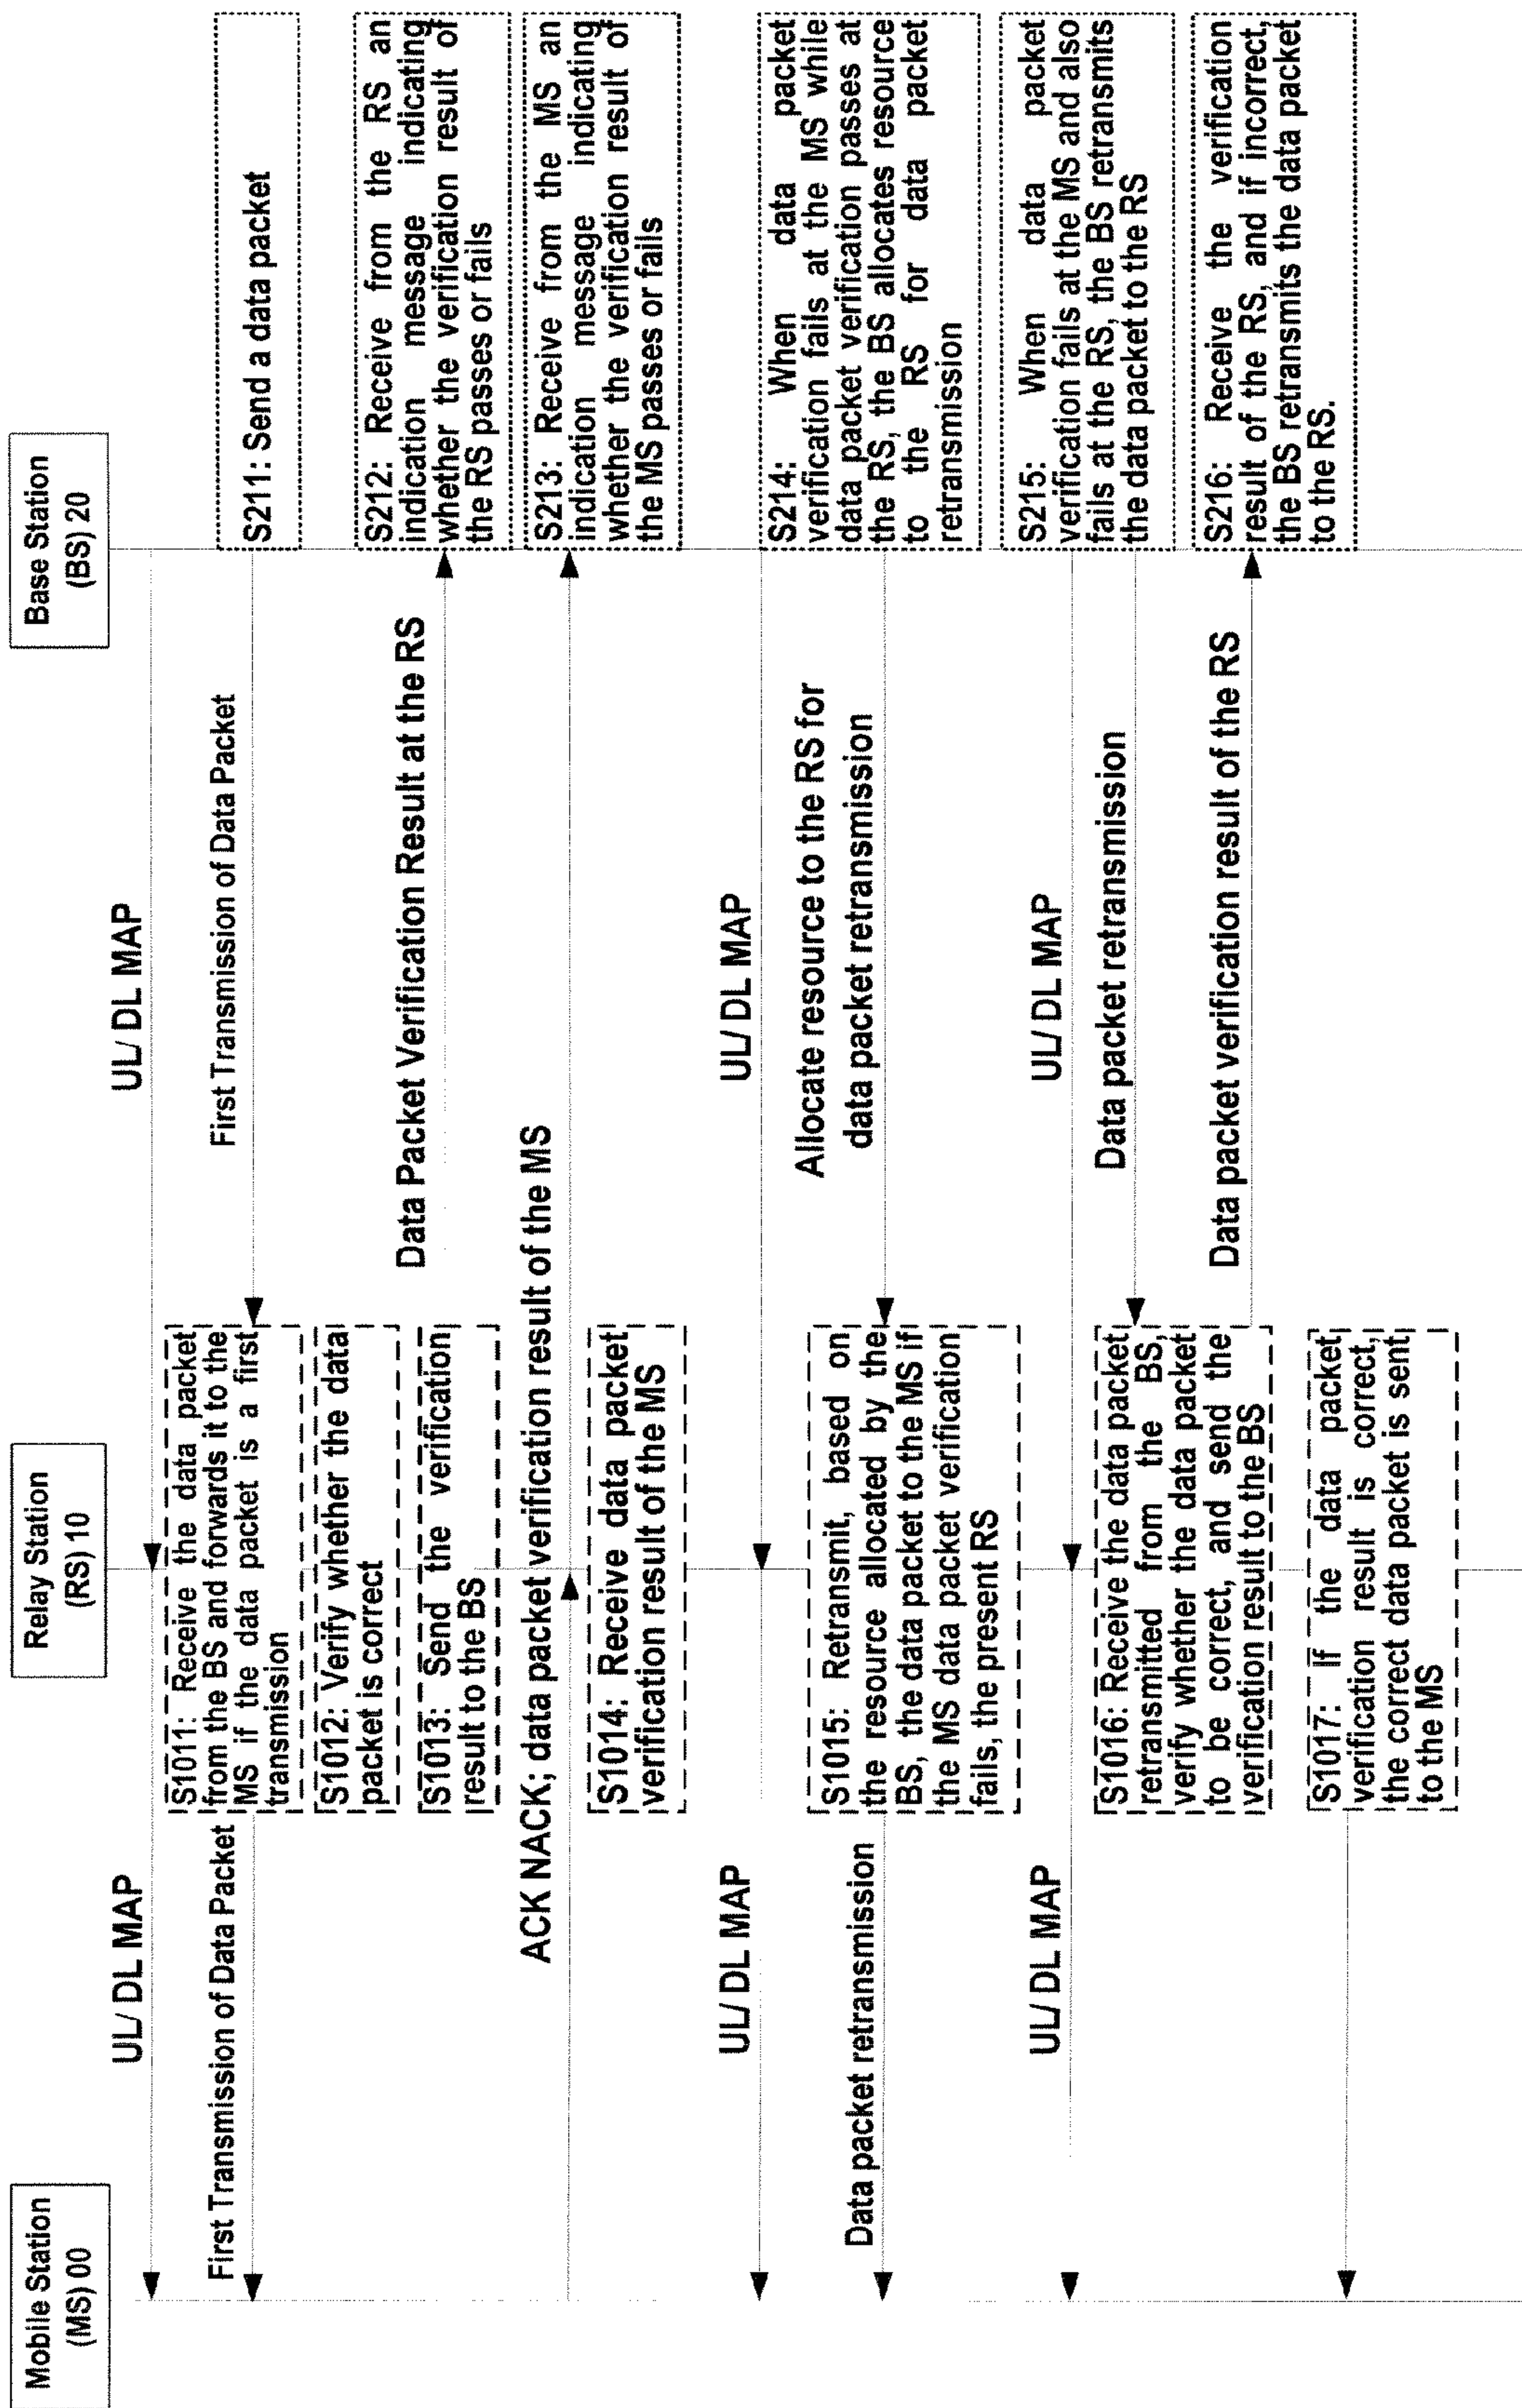 Mobile Station
(MS) 00
Relay Station
(RS) 10
Base Station
(BS) 20
UL/ DL MAP
UL/ DL MAP
First Transmission of Data Packet
S1011: Receive the data packet
from the BS and forwards it to the
MS if the data packet is a first
transmission
First Transmission of Data Packet
S211: Send a data packet
S1012: Verify whether the data
packet is correct
S1013: Send the verification
result to the BS
Data Packet Verification Result at the RS
S212: Receive from the RS an
indication message indicating
whether the verification result of
the RS passes or fails
ACK NACK; data packet verification result of the MS
S213: Receive from the MS an
indication message indicating
whether the verification result of
the MS passes or fails
S1014: Receive data packet
verification result of the MS
UL/ DL MAP
UL/ DL MAP
Data packet retransmission
S1015: Retransmit, based on
the resource allocated by the
BS, the data packet to the MS if
the MS data packet verification
fails, the present RS
Allocate resource to the RS for
data packet retransmission
S214: When data packet
verification fails at the MS while
data packet verification passes at
the RS, the BS allocates resource
to the RS for data packet
retransmission
UL/ DL MAP
UL/ DL MAP
S215: When data packet
verification fails at the MS and also
fails at the RS, the BS retransmits
the data packet to the RS
Data packet retransmission
S1016: Receive the data packet
retransmitted from the BS,
verify whether the data packet
to be correct, and send the
verification result to the BS
Data packet verification result of the RS
S216: Receive the verification
result of the RS, and if incorrect,
the BS retransmits the data packet
to the RS.
S1017: If the data packet
verification result is correct,
the correct data packet is sent
to the MS